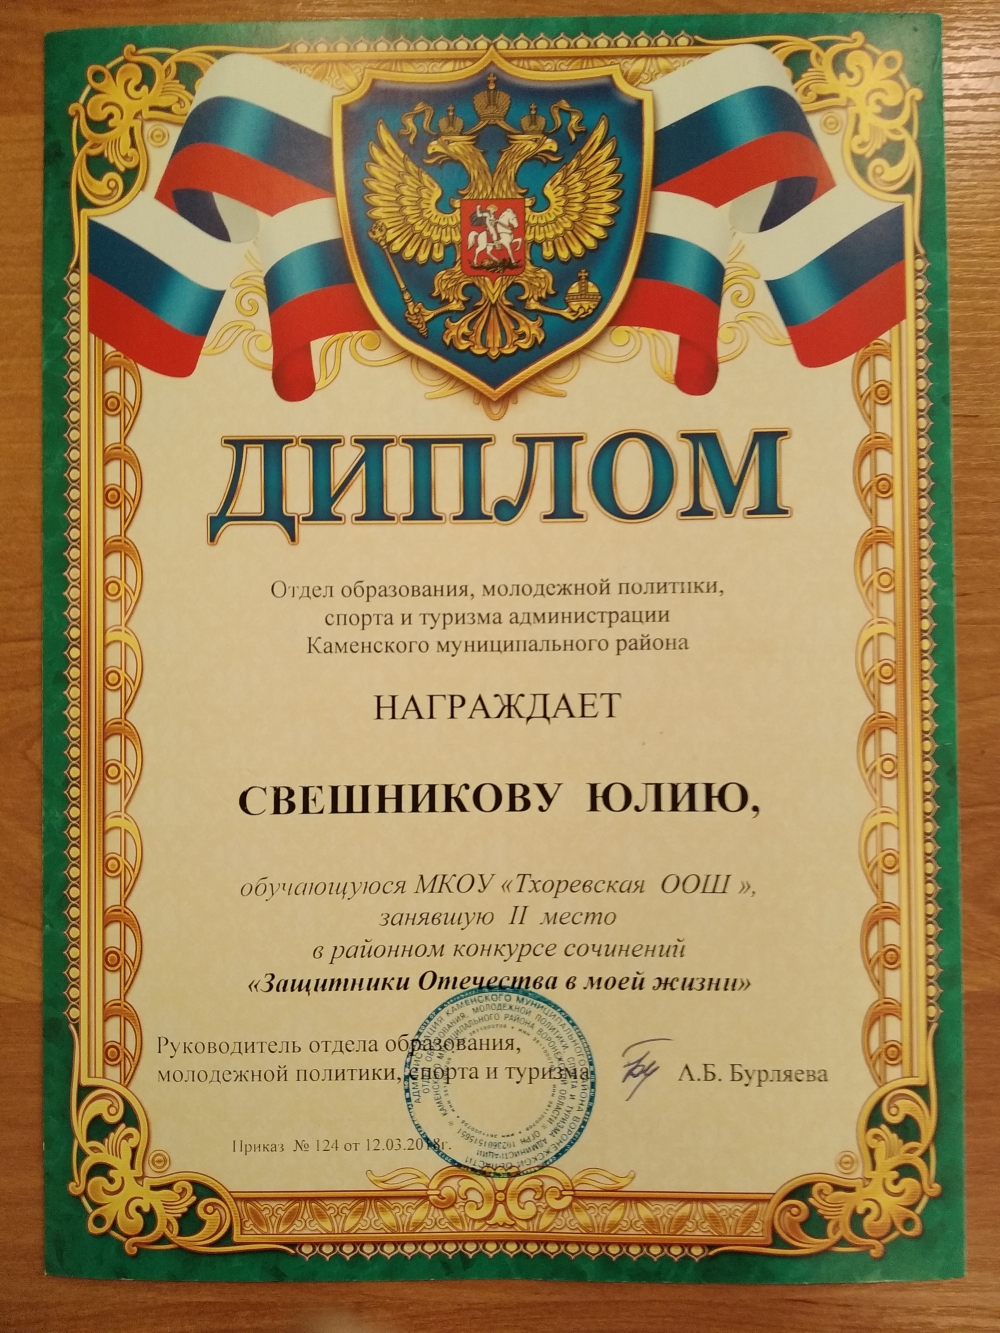 ДИПЛОМ
Отдел образования, молодежной политики,
спорта и туризма администрации
Каменского муниципального района
НАГРАЖДАЕТ
СВЕШНИКОВУ ЮЛИЮ,
обучающуюся МКОУ «Тхоревская ООШ »,
занявшую II место
в районном конкурсе сочинений
«Защитники Отечества в моей жизни»
Руководитель отдела образования,
молодежной политики, спорта и туризма А.Б. Бурляева
Приказ № 124 от 12.03.2018г.